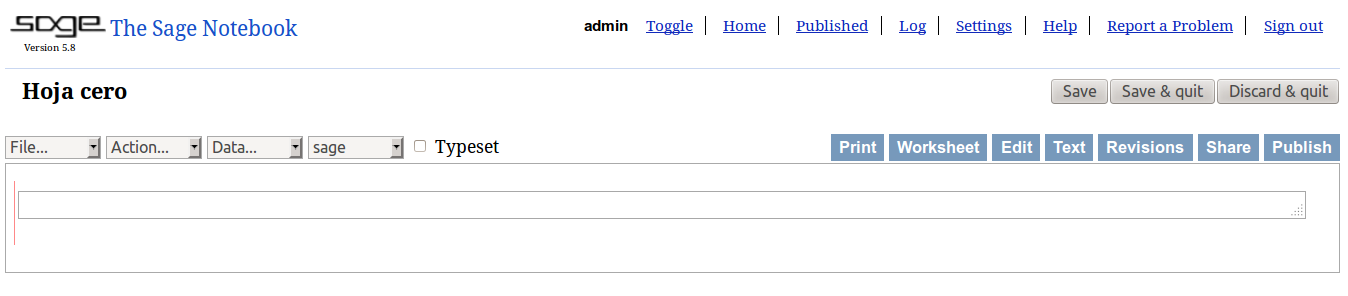 sage The Sage Notebook admin Toggle Home Published Log Settings Help Report a Problem Sign out
Version 5.8
Hoja cero Save Save & quit Discard & quit
File... Action... Data... sage Typeset Print Worksheet Edit Text Revisions Share Publish